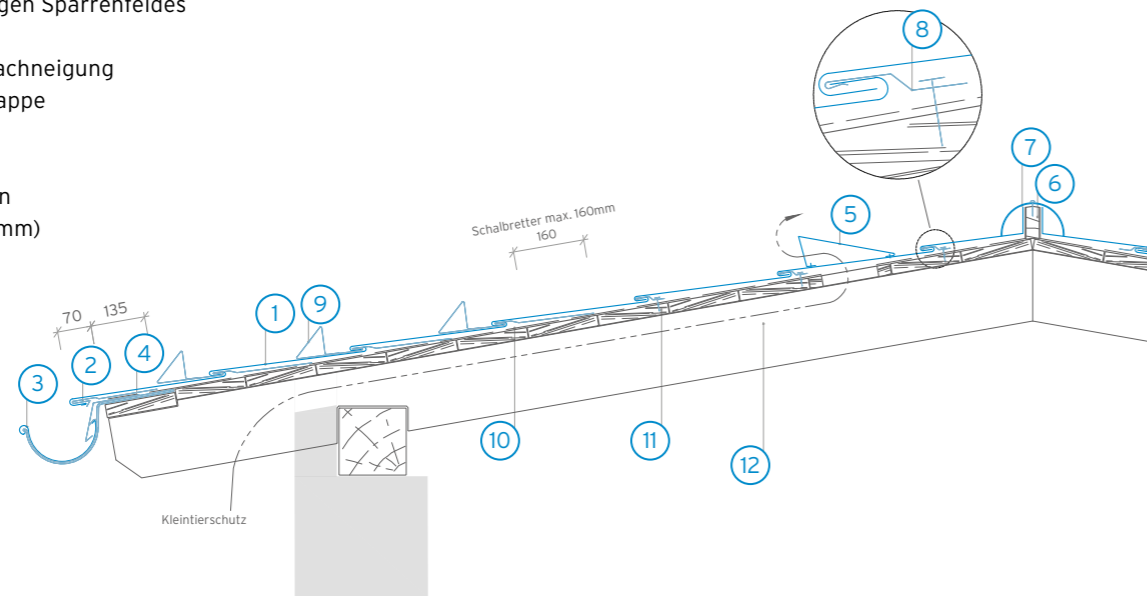 gen Sparrenfeldes
achneigung
appe
n
mm)
8
7
6
5
Schalbretter max. 160mm
160
70
135
1
9
2
4
3
10
11
12
Kleintierschutz